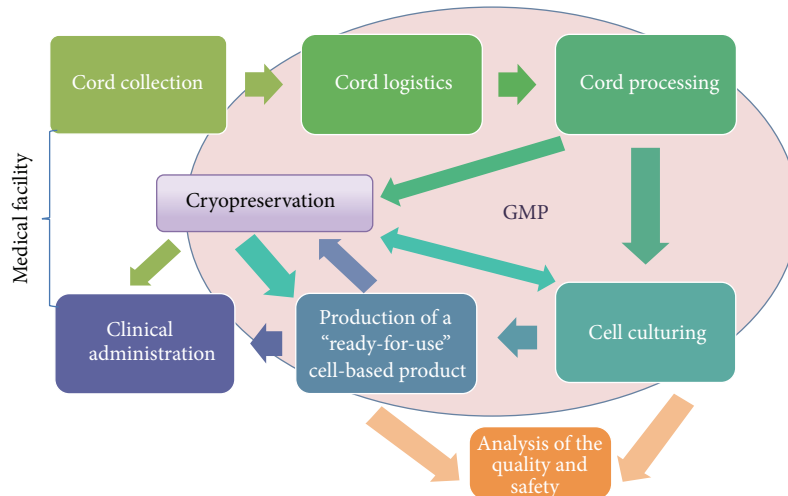 Cord collection
Cord logistics
Cord processing
Medical facility
Cryopreservation
GMP
Clinical
administration
Production of a
“ready-for-use”
cell-based product
Cell culturing
Analysis of the
quality and
safety